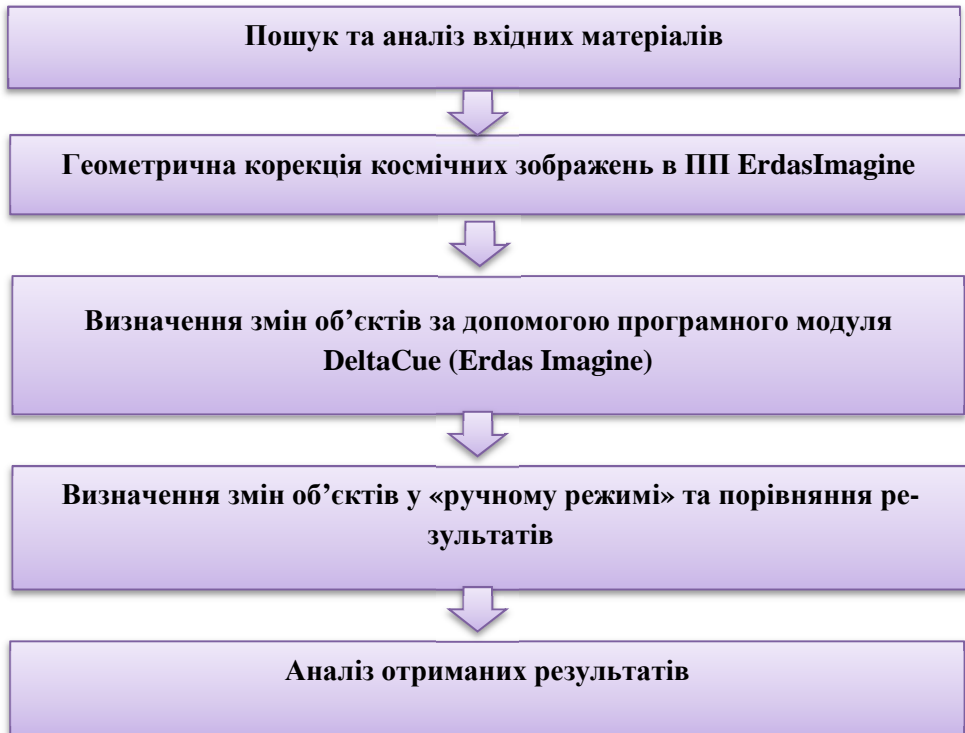 Пошук та аналіз вхідних матеріалів
Геометрична корекція космічних зображень в ПП ErdasImagine
Визначення змін об’єктів за допомогою програмного модуля
DeltaCue (Erdas Imagine)
Визначення змін об’єктів у «ручному режимі» та порівняння ре-
зультатів
Аналіз отриманих результатів